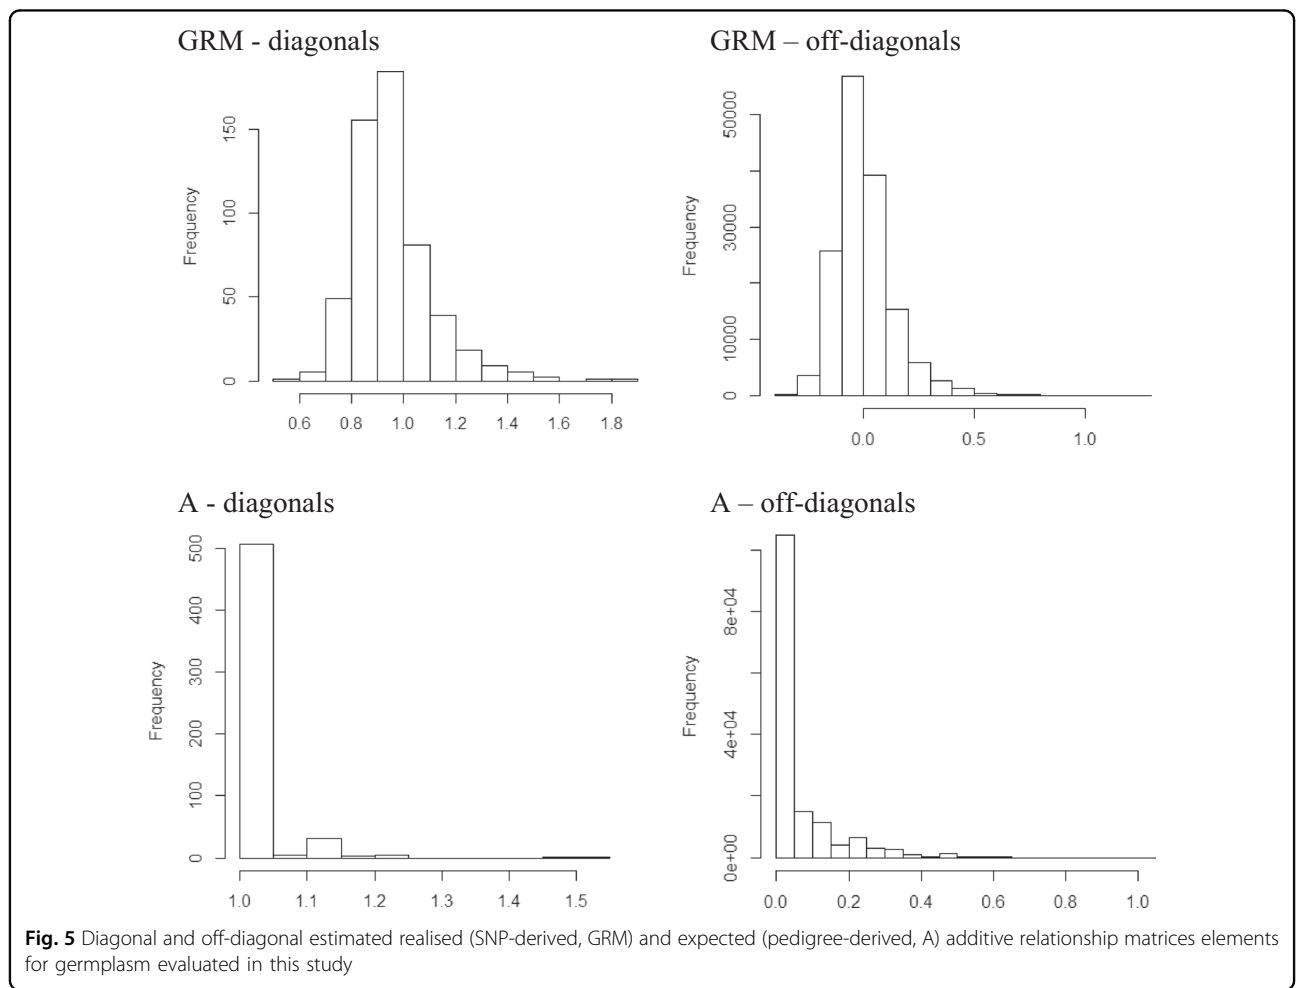 GRM - diagonals
Frequency
0
50
100
150
0.6 0.8 1.0 1.2 1.4 1.6 1.8
GRM – off-diagonals
Frequency
0
10000
30000
50000
0.0 0.5 1.0
A - diagonals
Frequency
0
100
200
300
400
500
1.0 1.1 1.2 1.3 1.4 1.5
A – off-diagonals
Frequency
0e+00
4e+04
8e+04
0.0 0.2 0.4 0.6 0.8 1.0
Fig. 5 Diagonal and off-diagonal estimated realised (SNP-derived, GRM) and expected (pedigree-derived, A) additive relationship matrices elements
for germplasm evaluated in this study